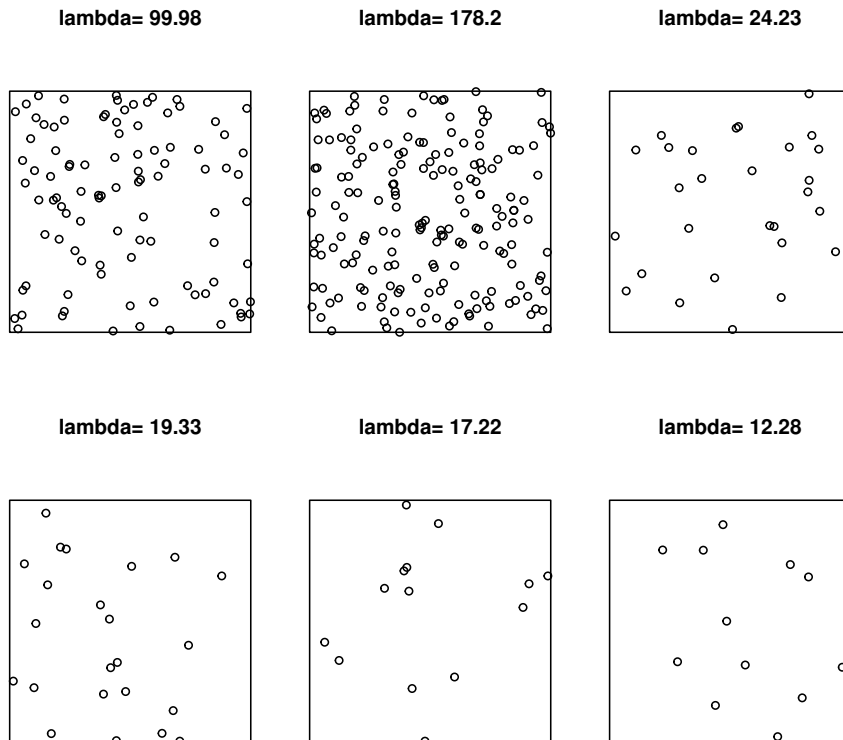 lambda= 99.98
lambda= 178.2
lambda= 24.23
lambda= 19.33
lambda= 17.22
lambda= 12.28